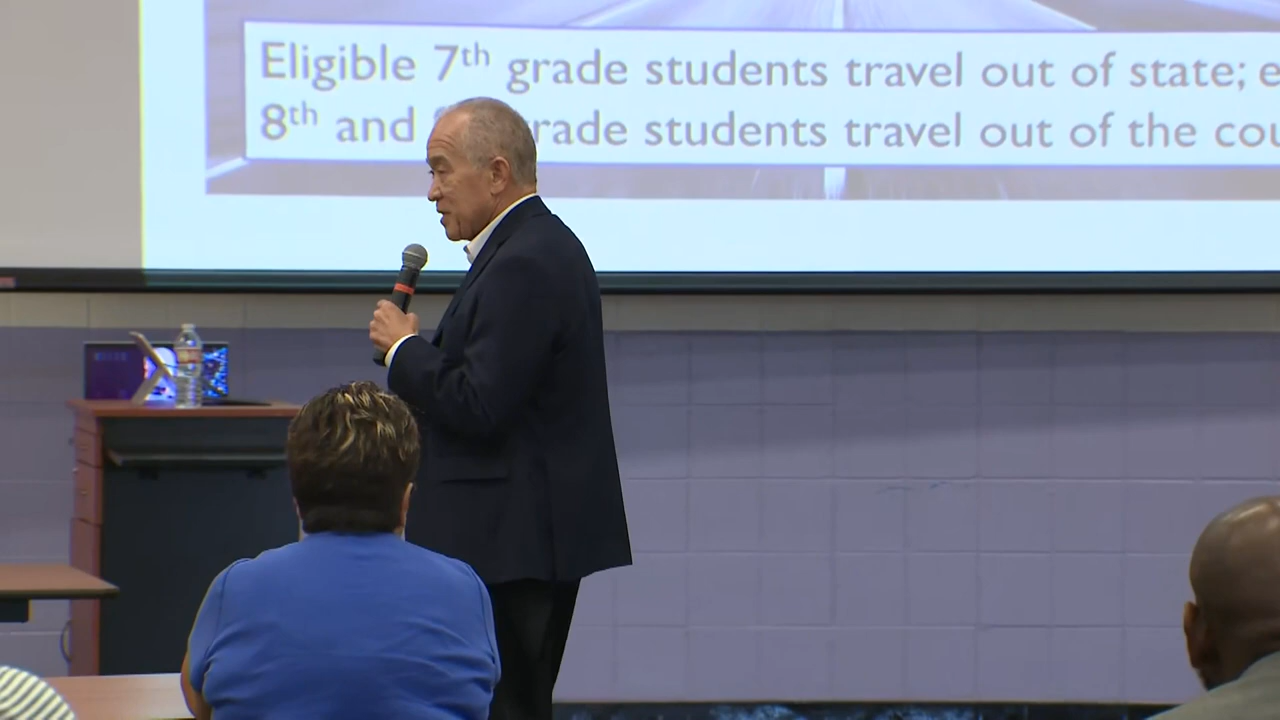 Eligible 7th grade students travel out of state;
8th and grade students travel out of the